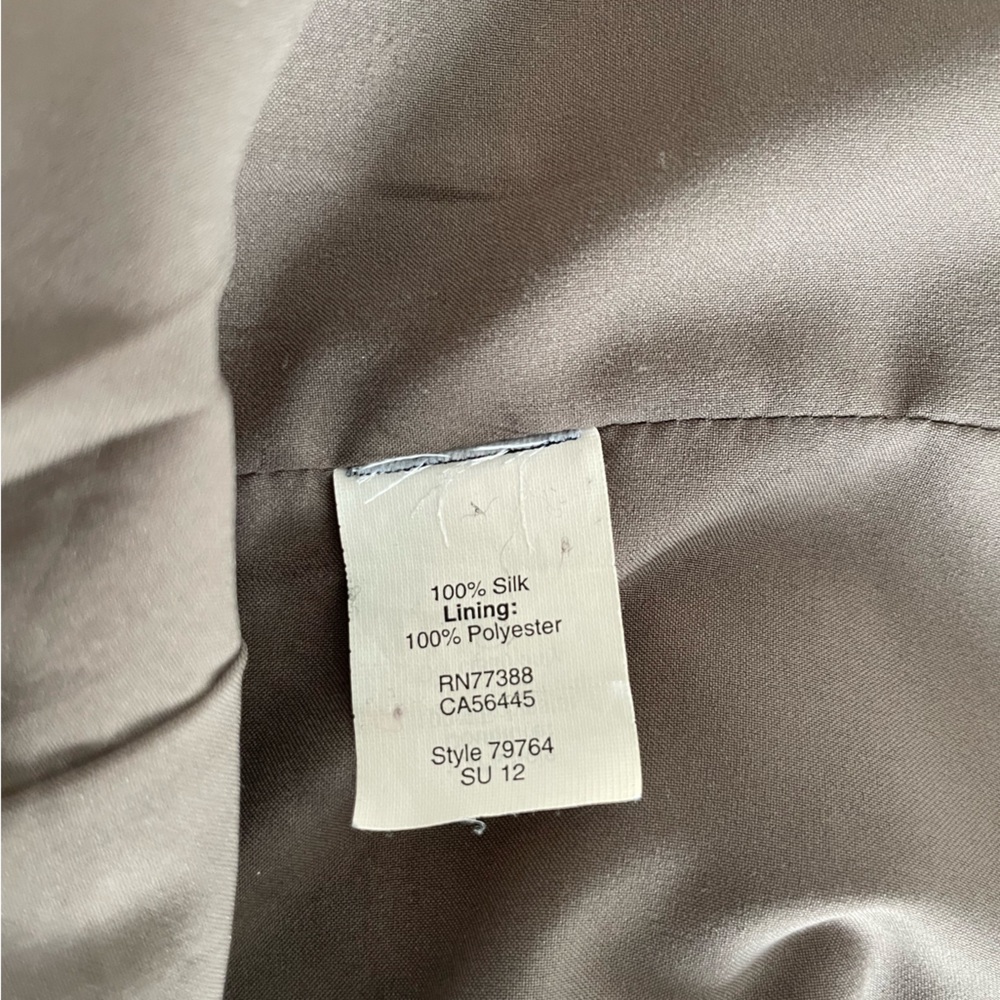 100% Silk
Lining:
100% Polyester
RN77388
CA56445
Style 79764
SU 12